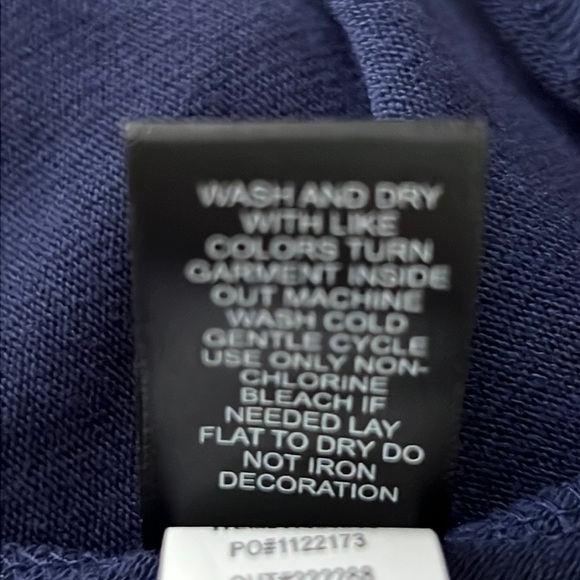 WASH AND DRY
WITH LIKE
COLORS TURN
GARMENT INSIDE
OUT MACHINE
WASH COLD
GENTLE CYCLE
USE ONLY NON-
CHLORINE
BLEACH IF
NEEDED LAY
FLAT TO DRY DO
NOT IRON
DECORATION
PO#1122173